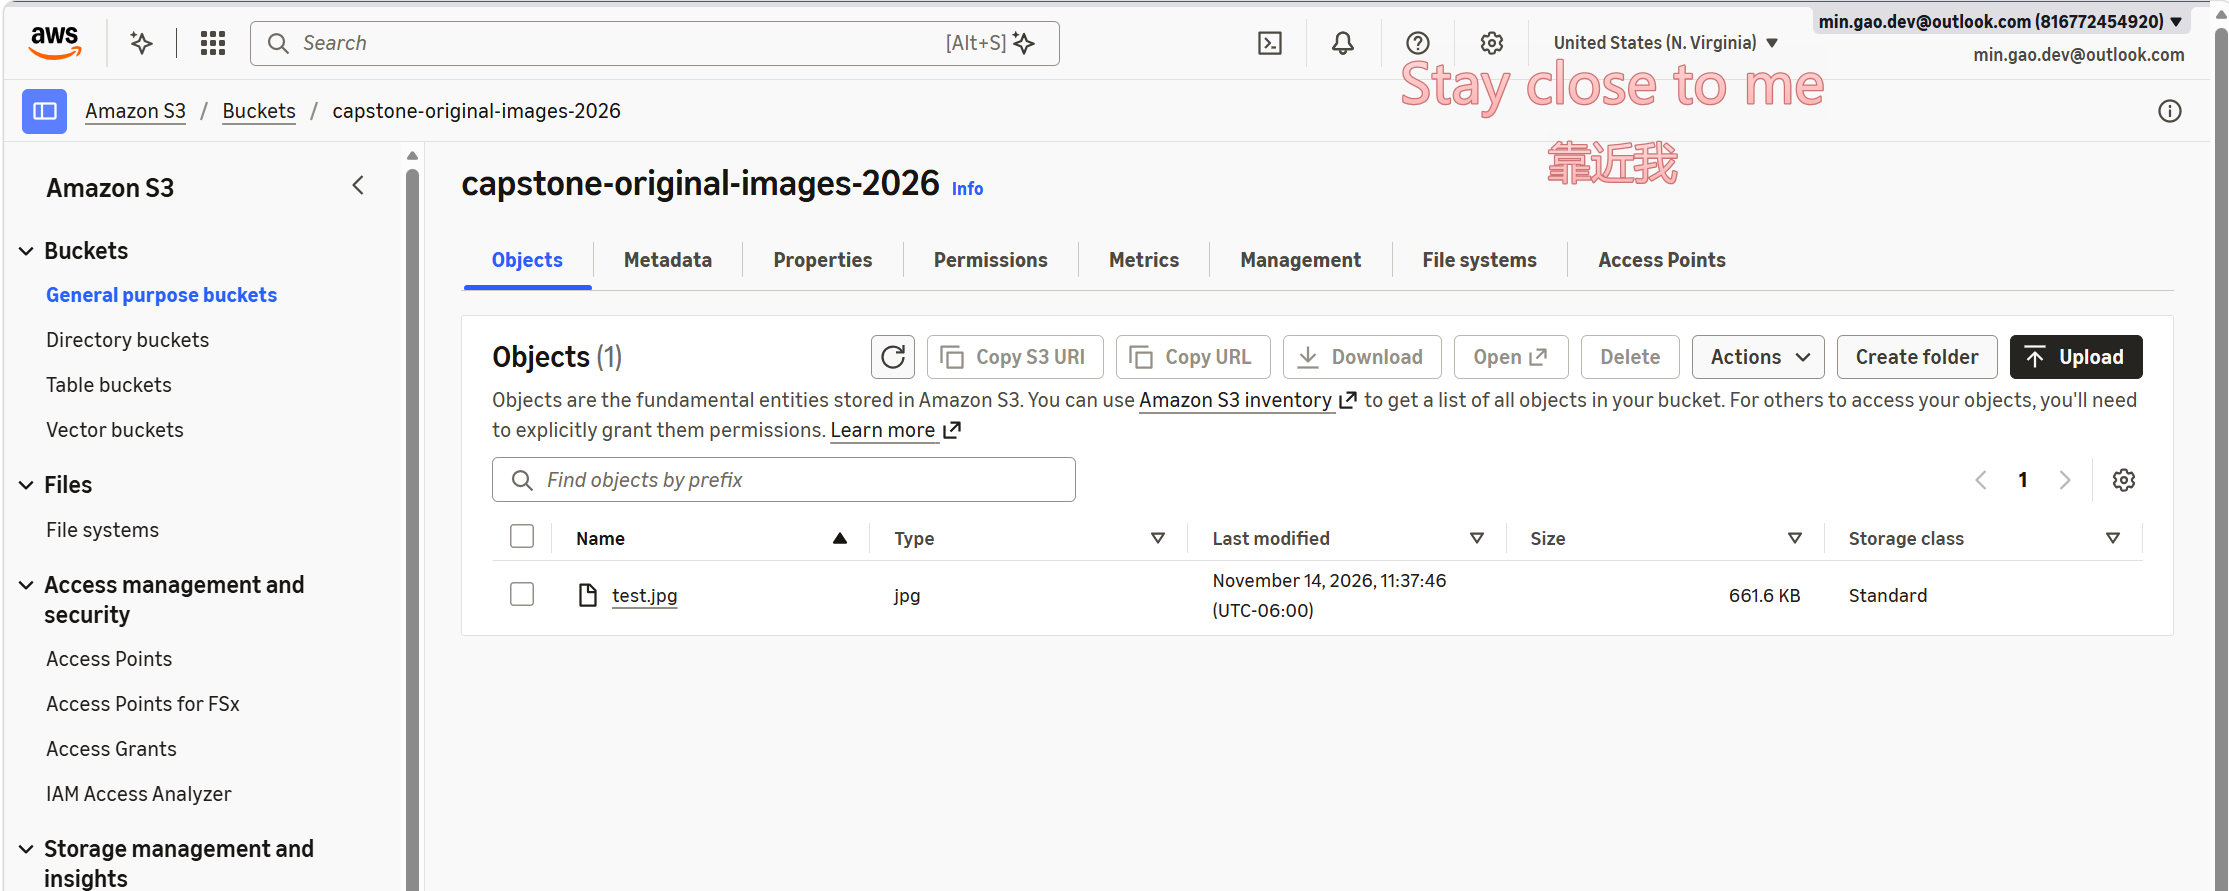 aws
Search
[Alt+S]
United States (N. Virginia)
min.gao.dev@outlook.com (816772454920)
min.gao.dev@outlook.com
Stay close to me
靠近我
Amazon S3 / Buckets / capstone-original-images-2026
Amazon S3
Buckets
General purpose buckets
Directory buckets
Table buckets
Vector buckets
Files
File systems
Access management and
security
Access Points
Access Points for FSx
Access Grants
IAM Access Analyzer
Storage management and
insights
capstone-original-images-2026 Info
Objects Metadata Properties Permissions Metrics Management File systems Access Points
Objects (1)
Copy S3 URI Copy URL Download Open Delete Actions Create folder Upload
Objects are the fundamental entities stored in Amazon S3. You can use Amazon S3 inventory to get a list of all objects in your bucket. For others to access your objects, you'll need
to explicitly grant them permissions. Learn more
Find objects by prefix
1
Name Type Last modified Size Storage class
test.jpg jpg November 14, 2026, 11:37:46 (UTC-06:00) 661.6 KB Standard